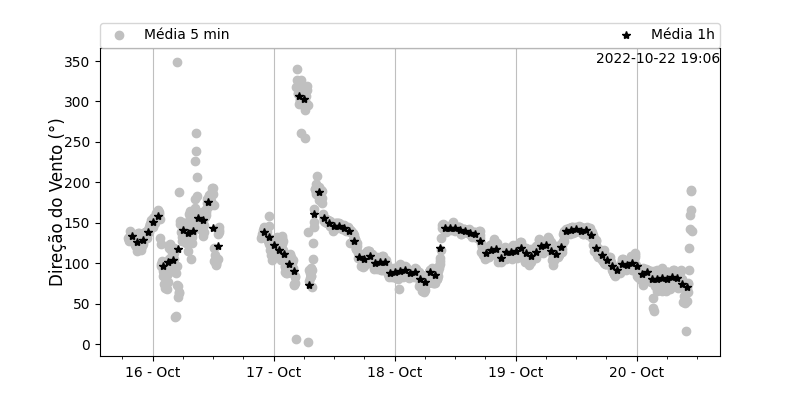 Média 5 min
Média 1h
2022-10-22 19:06
Direção do Vento (°)
350
300
250
200
150
100
50
0
16 - Oct
17 - Oct
18 - Oct
19 - Oct
20 - Oct